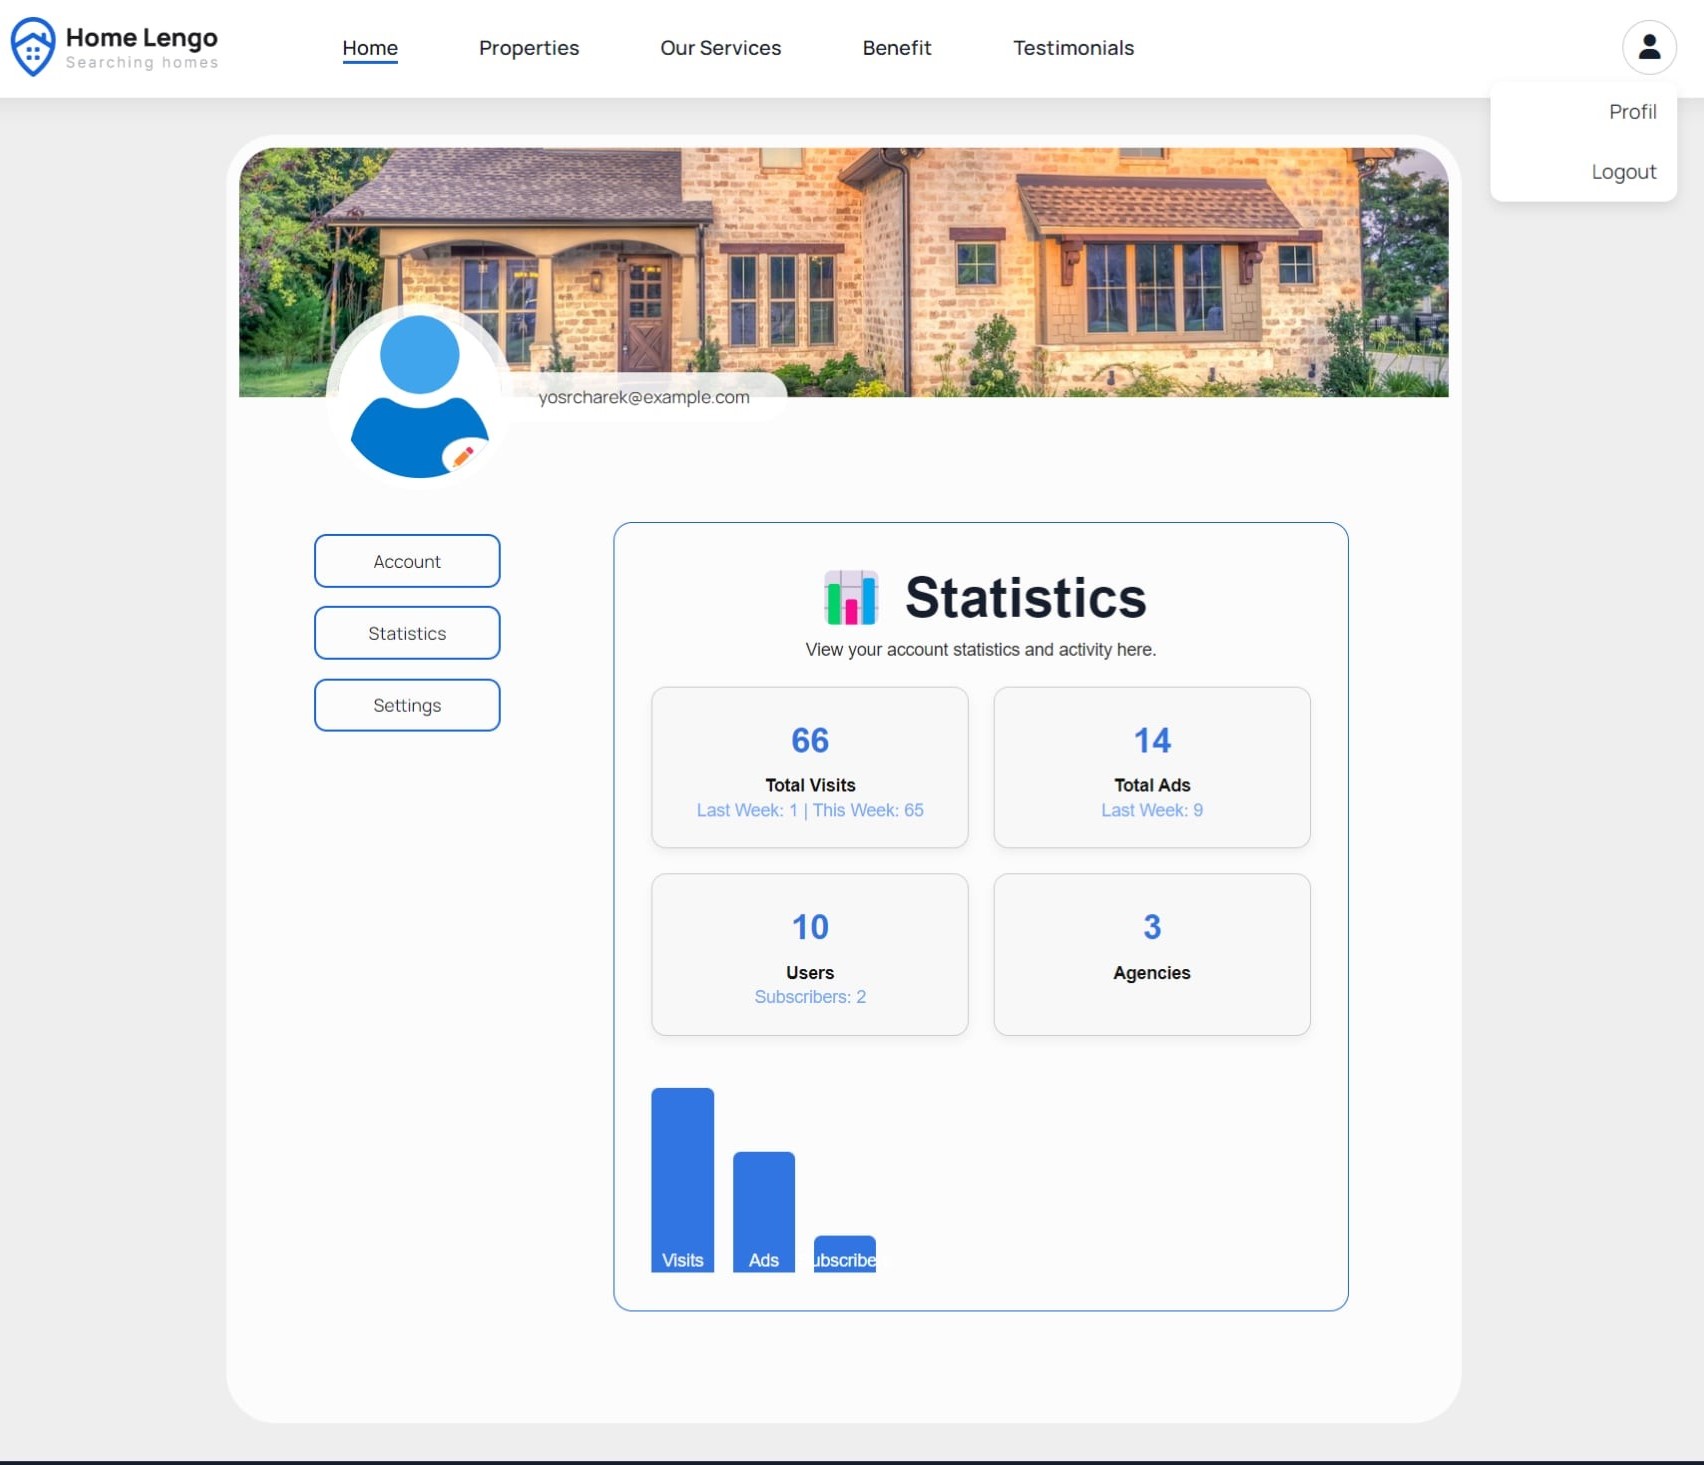 Home Lengo
Searching homes
Home
Properties
Our Services
Benefit
Testimonials
Profil
Logout
yosrcharek@example.com
Account
Statistics
Settings
Statistics
View your account statistics and activity here.
66
Total Visits
Last Week: 1 | This Week: 65
14
Total Ads
Last Week: 9
10
Users
Subscribers: 2
3
Agencies
Visits
Ads
ubscribe